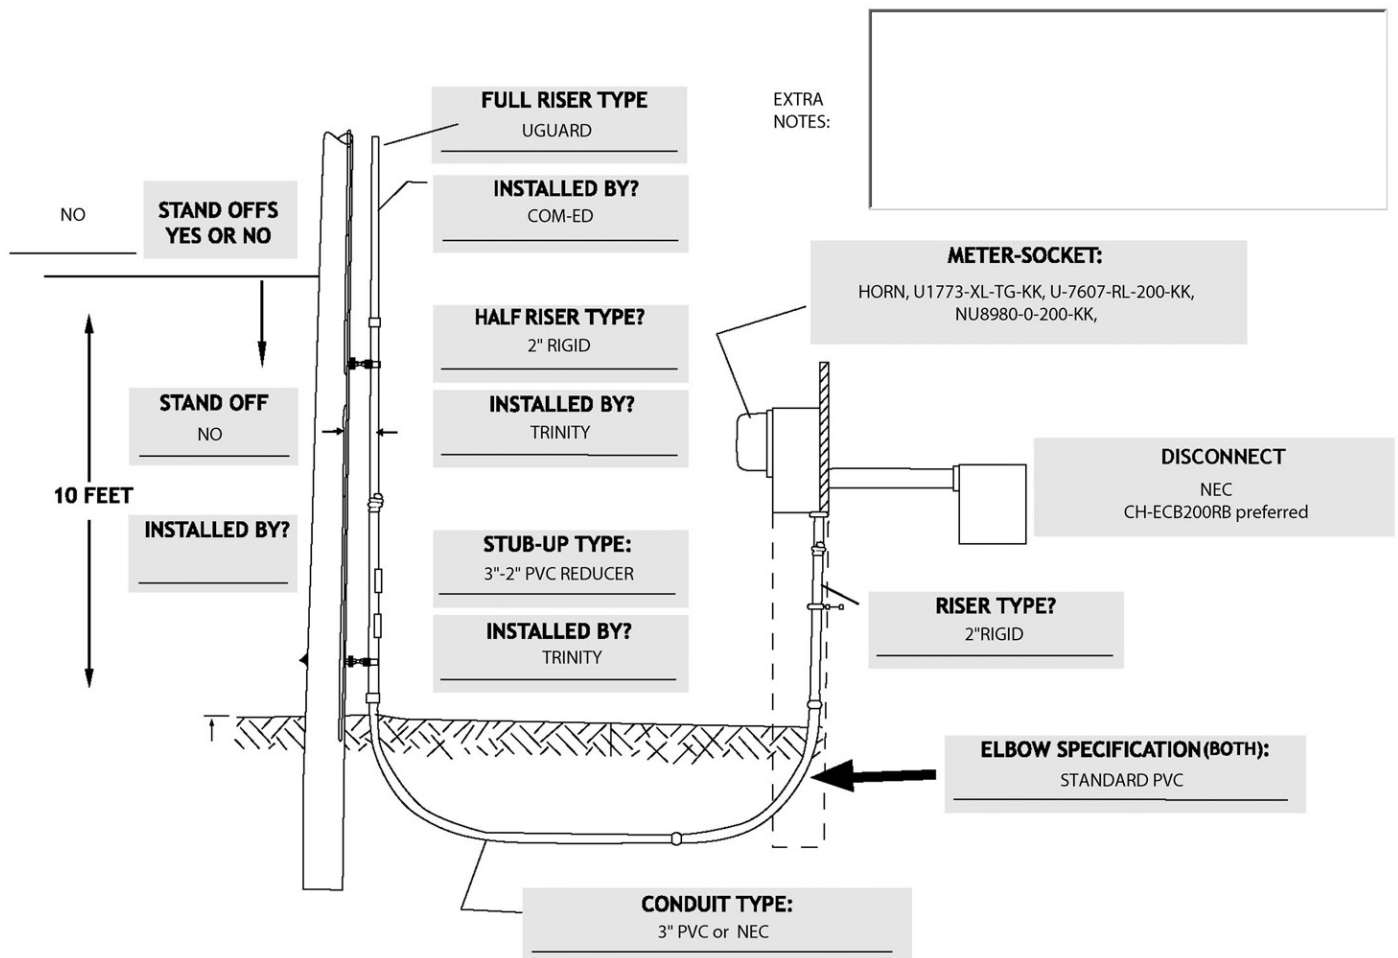 FULL RISER TYPE
UGUARD
EXTRA
NOTES:
INSTALLED BY?
COM-ED
NO
STAND OFFS
YES OR NO
METER-SOCKET:
HORN, U1773-XL-TG-KK, U-7607-RL-200-KK,
NU8980-0-200-KK,
HALF RISER TYPE?
2" RIGID
STAND OFF
NO
INSTALLED BY?
TRINITY
DISCONNECT
NEC
CH-ECB200RB preferred
10 FEET
INSTALLED BY?
STUB-UP TYPE:
3"-2" PVC REDUCER
RISER TYPE?
2"RIGID
INSTALLED BY?
TRINITY
ELBOW SPECIFICATION(BOTH):
STANDARD PVC
CONDUIT TYPE:
3" PVC or NEC